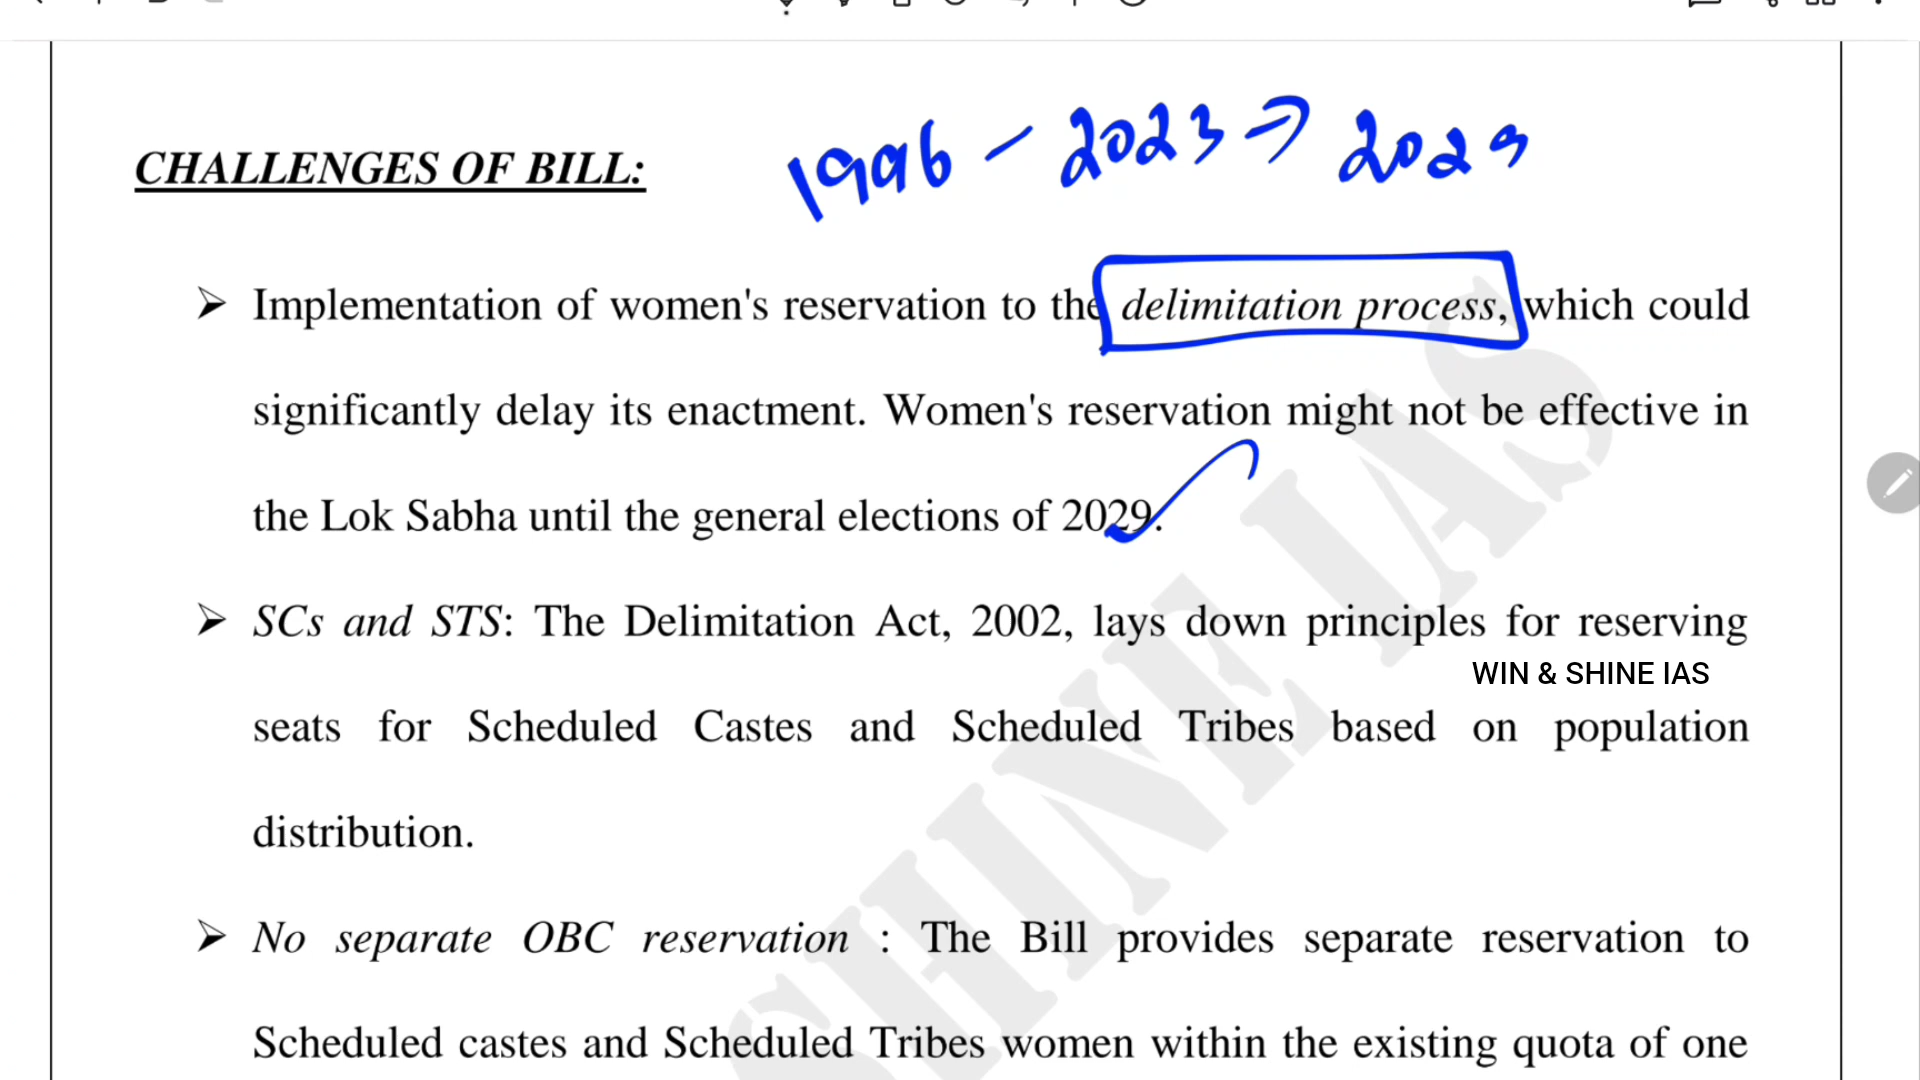 1996 - 2023 => 2029
CHALLENGES OF BILL:
➢ Implementation of women's reservation to the delimitation process, which could
significantly delay its enactment. Women's reservation might not be effective in
the Lok Sabha until the general elections of 2029.
➢ SCs and STS: The Delimitation Act, 2002, lays down principles for reserving
WIN & SHINE IAS
seats for Scheduled Castes and Scheduled Tribes based on population
distribution.
➢ No separate OBC reservation : The Bill provides separate reservation to
Scheduled castes and Scheduled Tribes women within the existing quota of one
SHINE IAS